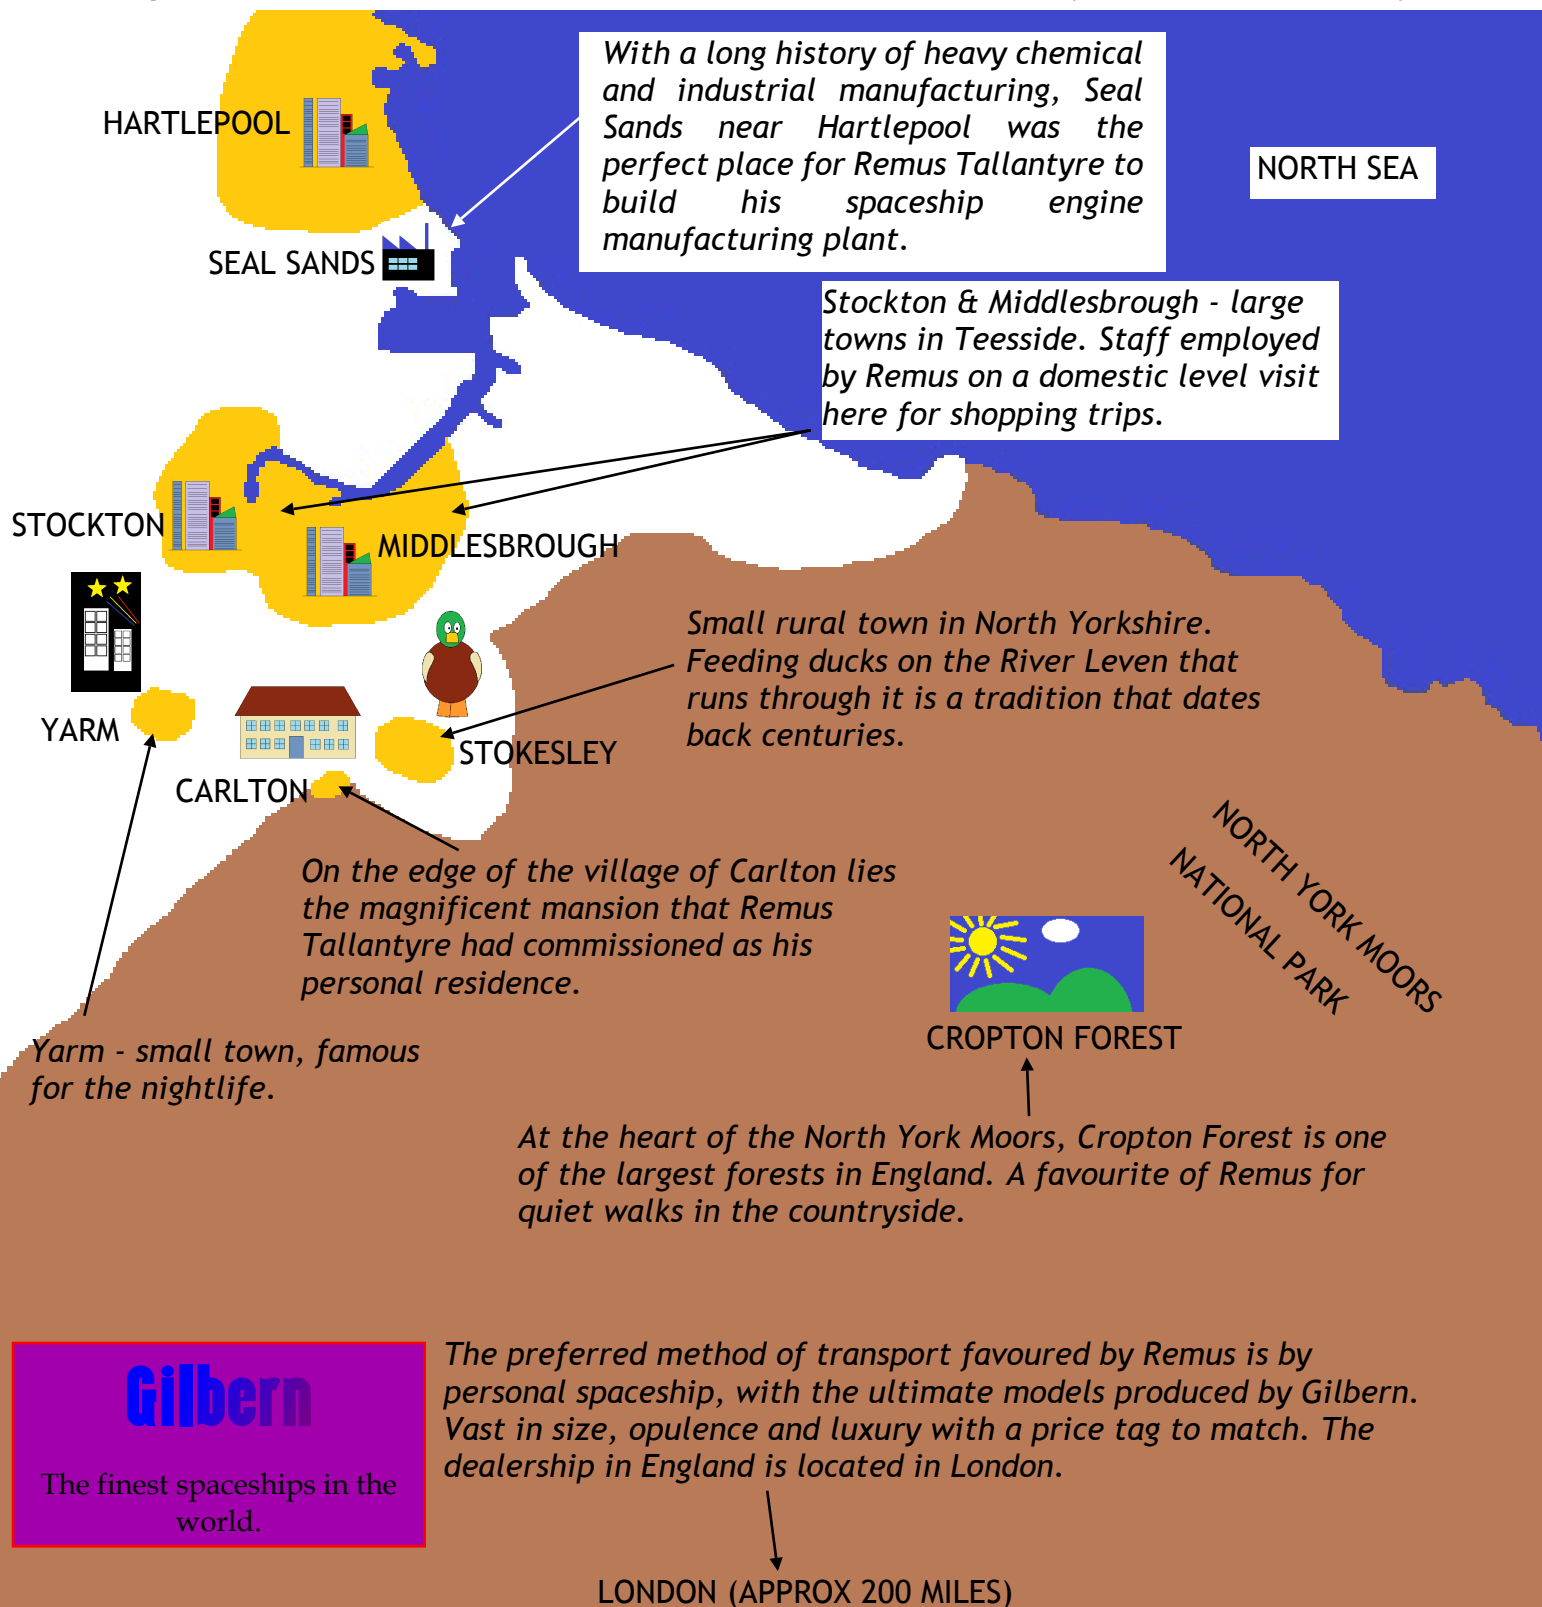 With a long history of heavy chemical
and industrial manufacturing, Seal
Sands near Hartlepool was the
perfect place for Remus Tallantyre to
build his spaceship engine
manufacturing plant.
HARTLEPOOL
NORTH SEA
SEAL SANDS
Stockton & Middlesbrough - large
towns in Teesside. Staff employed
by Remus on a domestic level visit
here for shopping trips.
STOCKTON
MIDDLESBROUGH
Small rural town in North Yorkshire.
Feeding ducks on the River Leven that
runs through it is a tradition that dates
back centuries.
YARM
STOKESLEY
CARLTON
On the edge of the village of Carlton lies
the magnificent mansion that Remus
Tallantyre had commissioned as his
personal residence.
NORTH YORK MOORS
NATIONAL PARK
CROPTON FOREST
Yarm - small town, famous
for the nightlife.
At the heart of the North York Moors, Cropton Forest is one
of the largest forests in England. A favourite of Remus for
quiet walks in the countryside.
Gilbern
The finest spaceships in the
world.
The preferred method of transport favoured by Remus is by
personal spaceship, with the ultimate models produced by Gilbern.
Vast in size, opulence and luxury with a price tag to match. The
dealership in England is located in London.
LONDON (APPROX 200 MILES)